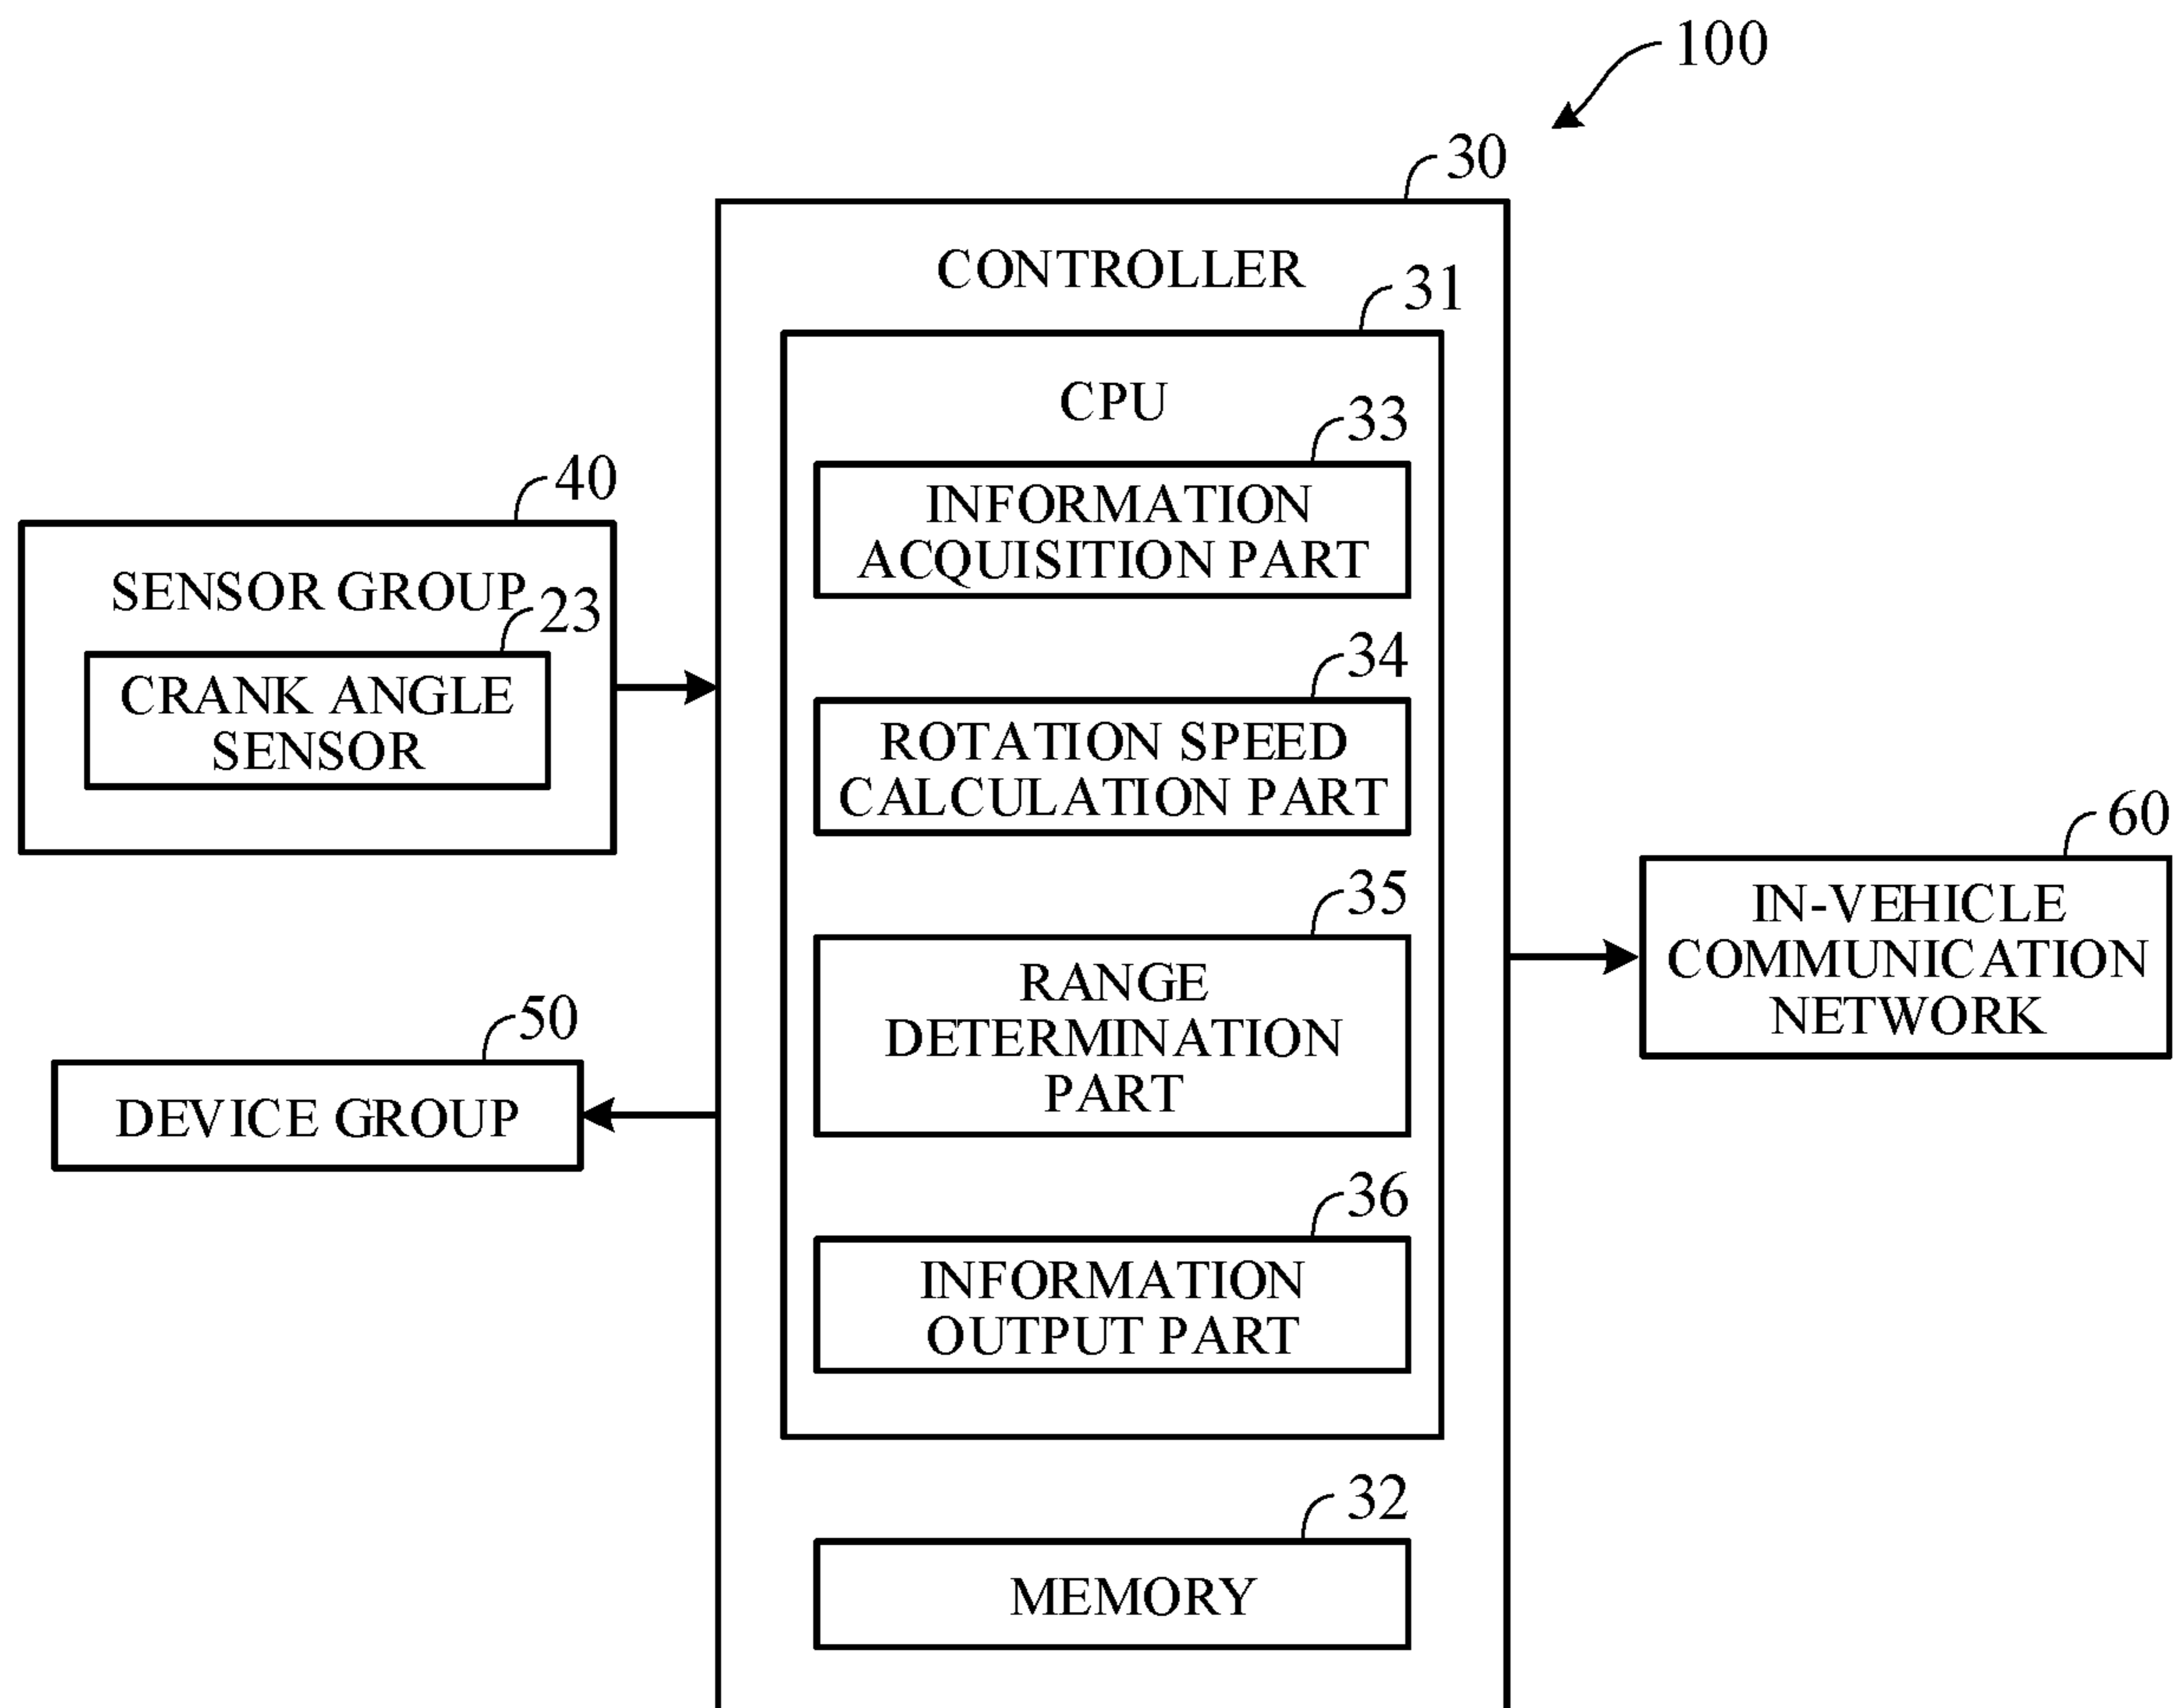 100
30
CONTROLLER
31
CPU
33
INFORMATION
ACQUISITION PART
40
SENSOR GROUP
23
CRANK ANGLE
SENSOR
34
ROTATION SPEED
CALCULATION PART
35
RANGE
DETERMINATION
PART
60
IN-VEHICLE
COMMUNICATION
NETWORK
50
DEVICE GROUP
36
INFORMATION
OUTPUT PART
32
MEMORY